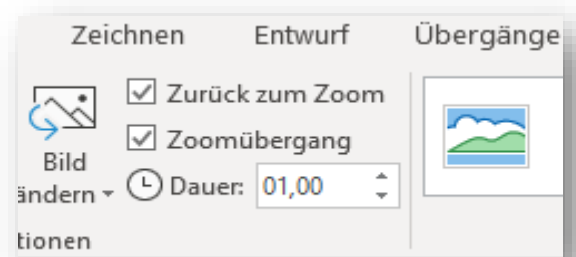 Zeichnen Entwurf Übergänge
Bild ändern
Zurück zum Zoom
Zoomübergang
Dauer: 01,00
tionen